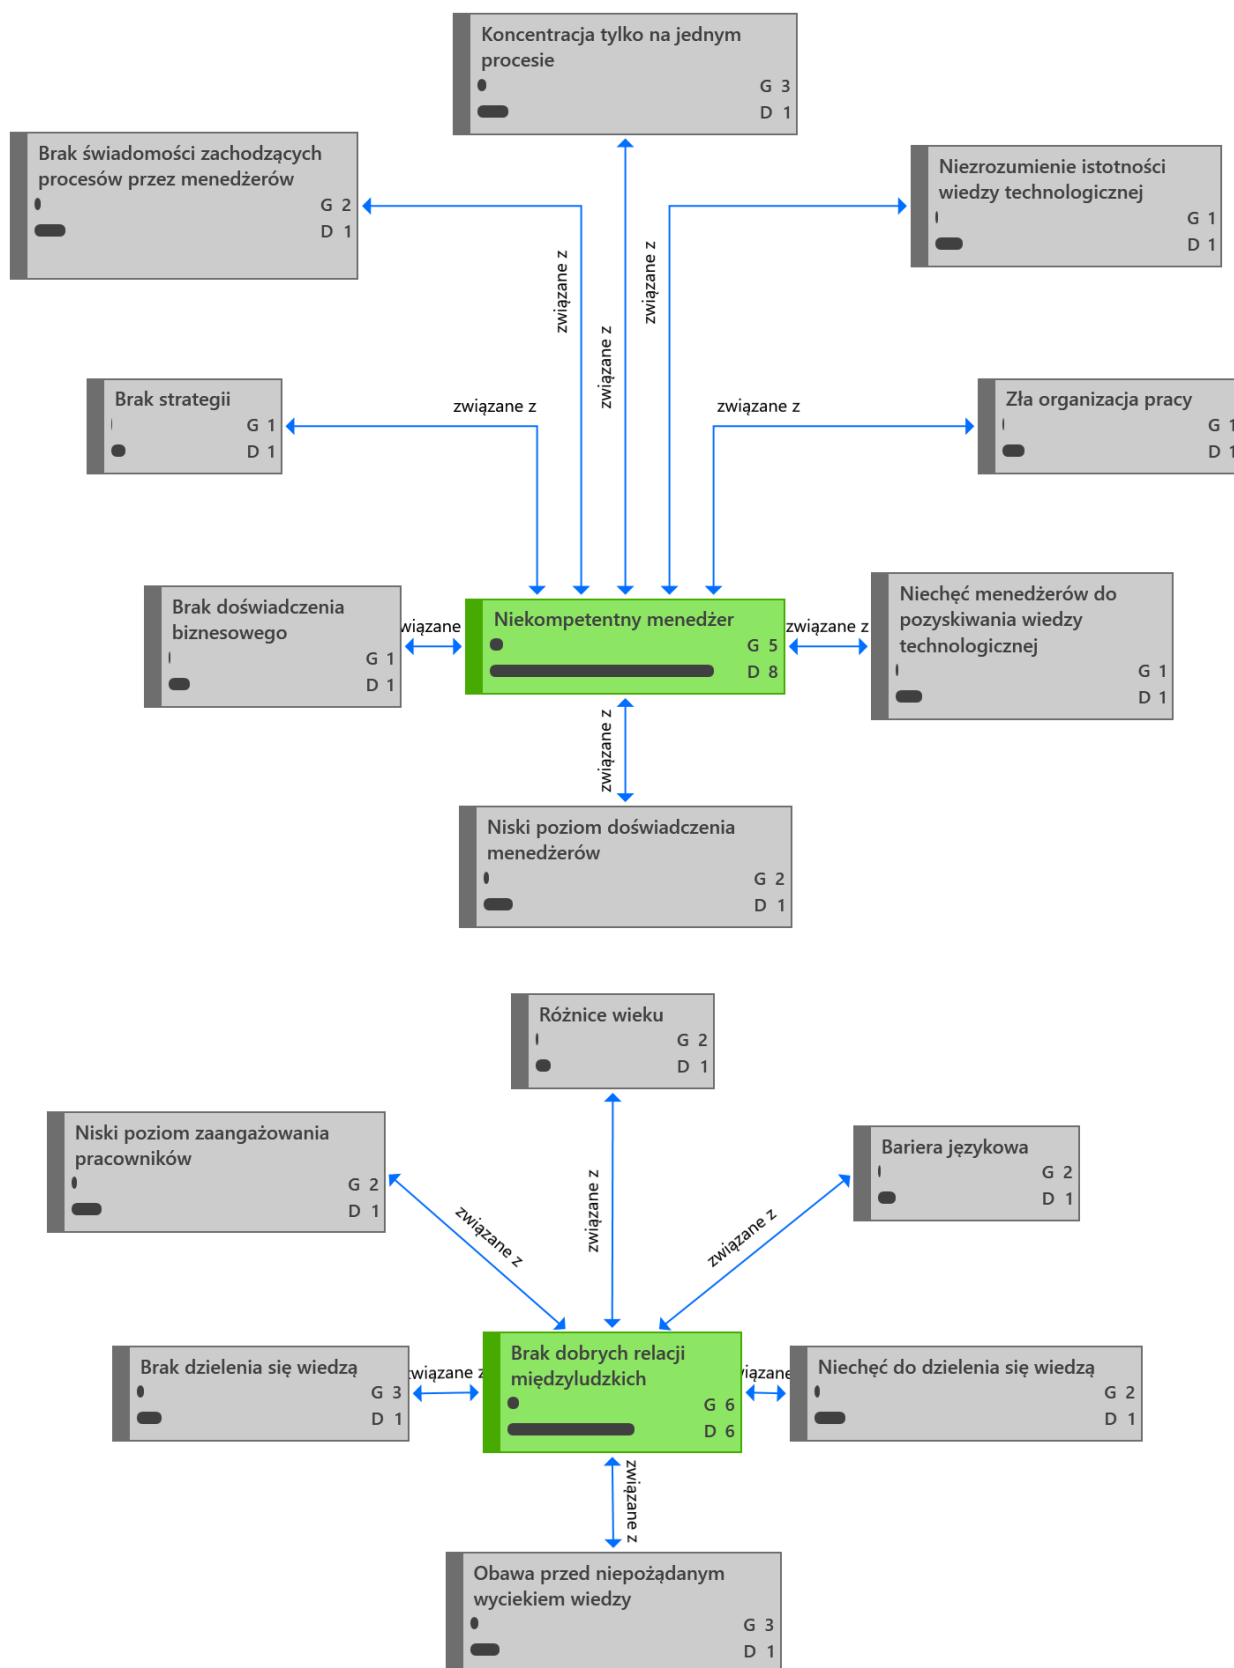 Koncentracja tylko na jednym
procesie
G 3
D 1
Brak świadomości zachodzących
procesów przez menedżerów
G 2
D 1
Niezrozumienie istotności
wiedzy technologicznej
G 1
D 1
związane z
związane z
związane z
Brak strategii
G 1
D 1
związane z
związane z
Zła organizacja pracy
G 1
D 1
Brak doświadczenia
biznesowego
G 1
D 1
wiązane
Niekompetentny menedżer
G 5
D 8
związane z
Niechęć menedżerów do
pozyskiwania wiedzy
technologicznej
G 1
D 1
związane z
Niski poziom doświadczenia
menedżerów
G 2
D 1
Różnice wieku
G 2
D 1
Niski poziom zaangażowania
pracowników
G 2
D 1
Bariera językowa
G 2
D 1
związane z
związane z
związane z
Brak dzielenia się wiedzą
G 3
D 1
związane z
Brak dobrych relacji
międzyludzkich
G 6
D 6
wiązane
Niechęć do dzielenia się wiedzą
G 2
D 1
związane z
Obawa przed niepożądanym
wyciekiem wiedzy
G 3
D 1